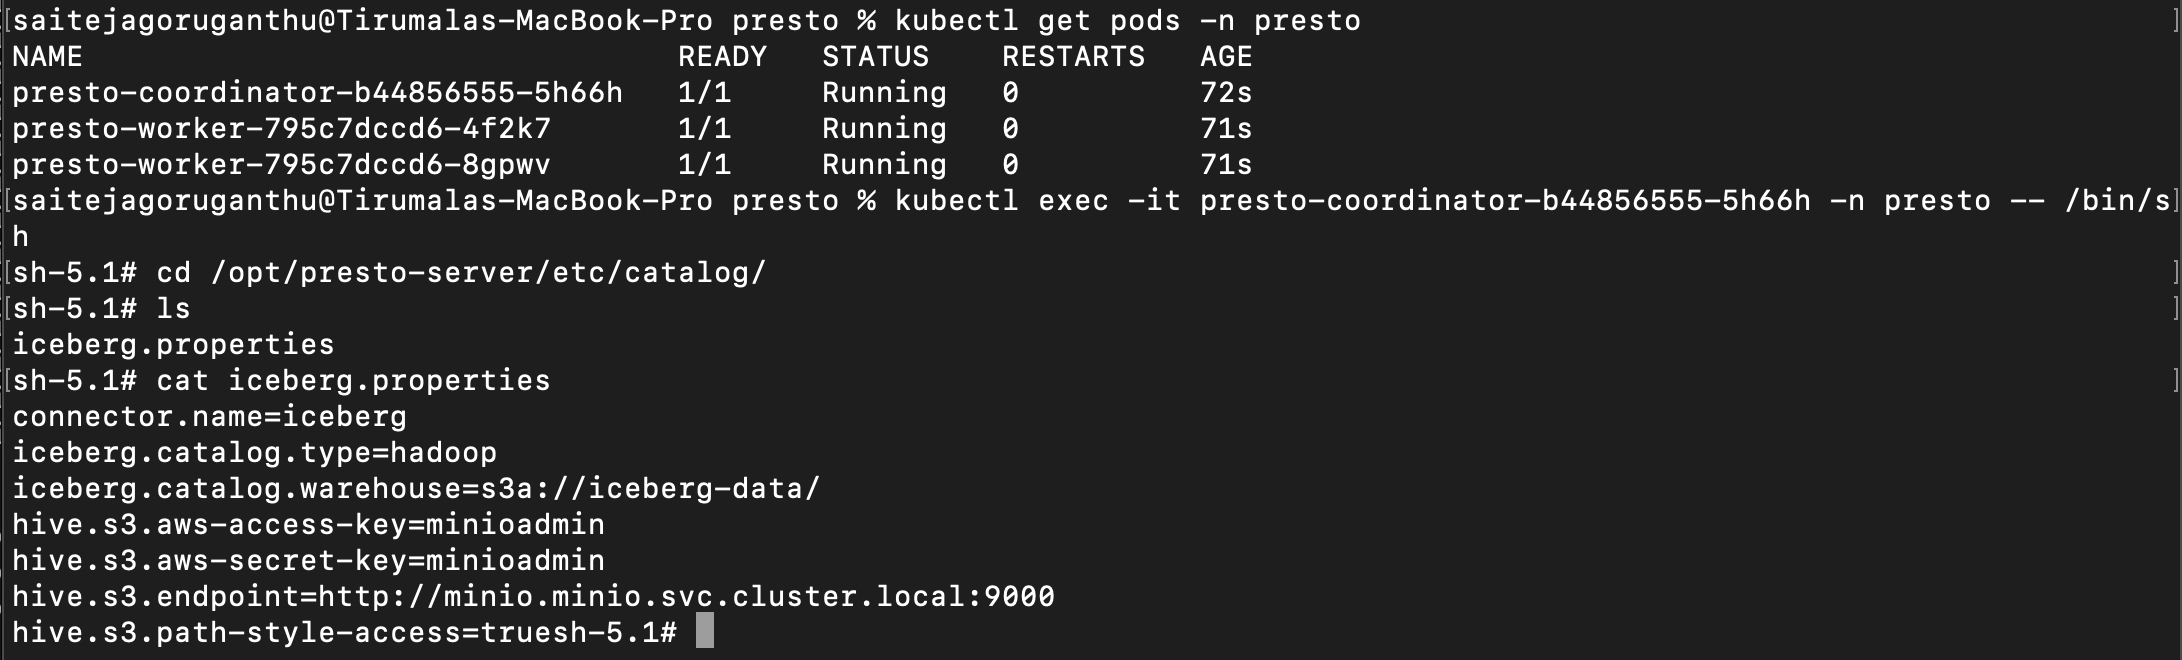 [saitejagoruganthu@Tirumalas-MacBook-Pro presto % kubectl get pods -n presto ]
NAME READY STATUS RESTARTS AGE
presto-coordinator-b44856555-5h66h 1/1 Running 0 72s
presto-worker-795c7dccd6-4f2k7 1/1 Running 0 71s
presto-worker-795c7dccd6-8gpwv 1/1 Running 0 71s
[saitejagoruganthu@Tirumalas-MacBook-Pro presto % kubectl exec -it presto-coordinator-b44856555-5h66h -n presto -- /bin/s]
h
[sh-5.1# cd /opt/presto-server/etc/catalog/ ]
[sh-5.1# ls ]
iceberg.properties
[sh-5.1# cat iceberg.properties ]
connector.name=iceberg
iceberg.catalog.type=hadoop
iceberg.catalog.warehouse=s3a://iceberg-data/
hive.s3.aws-access-key=minioadmin
hive.s3.aws-secret-key=minioadmin
hive.s3.endpoint=http://minio.minio.svc.cluster.local:9000
hive.s3.path-style-access=truesh-5.1#